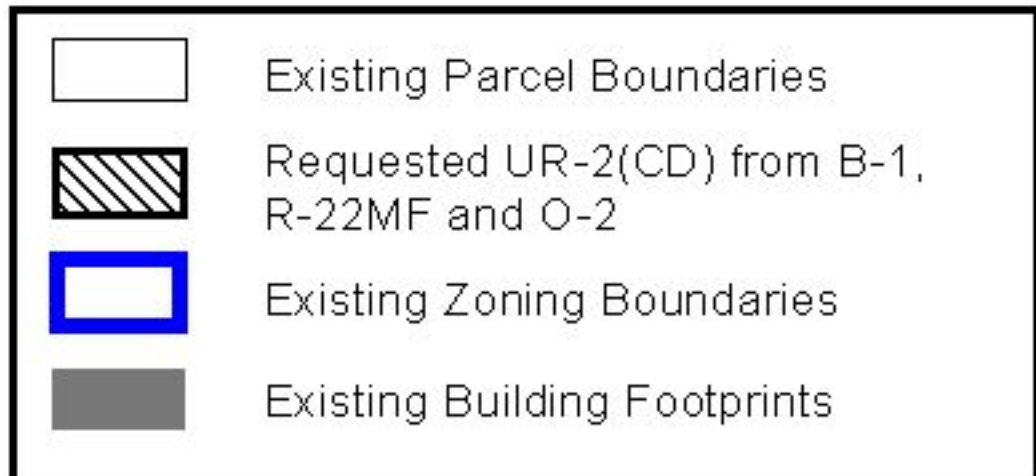 Existing Parcel Boundaries
Requested UR-2(CD) from B-1,
R-22MF and O-2
Existing Zoning Boundaries
Existing Building Footprints